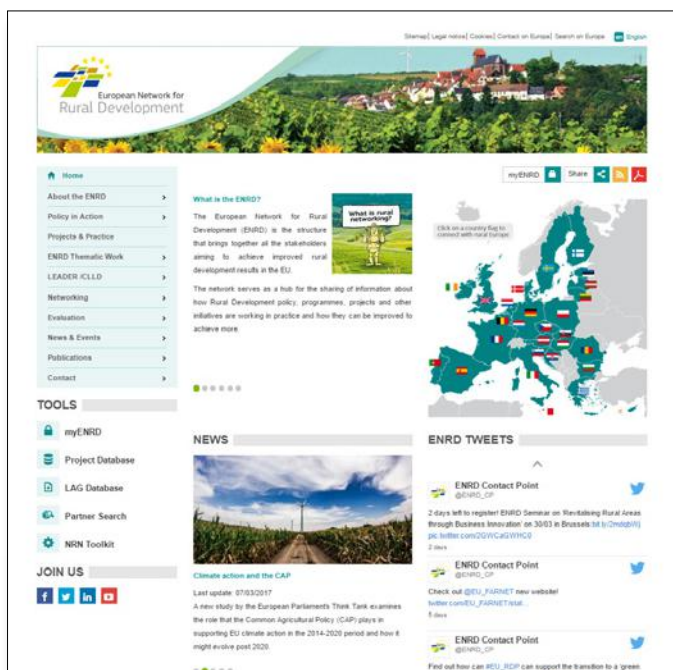 Sitemap| Legal notice| Cookies| Contact on Europa| Search on Europa en English
European Network for
Rural Development
Home
About the ENRD
Policy in Action
Projects & Practice
ENRD Thematic Work
LEADER /CLLD
Networking
Evaluation
News & Events
Publications
Contact
TOOLS
myENRD
Project Database
LAG Database
Partner Search
NRN Toolkit
JOIN US
What is the ENRD?
The European Network for Rural
Development (ENRD) is the structure
that brings together all the stakeholders
aiming to achieve improved rural
development results in the EU.
The network serves as a hub for the sharing of information about
how Rural Development policy, programmes, projects and other
initiatives are working in practice and how they can be improved to
achieve more.
What is rural
networking?
NEWS
Climate action and the CAP
Last update: 07/03/2017
A new study by the European Parliament's Think Tank examines
the role that the Common Agricultural Policy (CAP) plays in
supporting EU climate action in the 2014-2020 period and how it
might evolve post 2020.
myENRD Share
Click on a country flag to
connect with rural Europe.
ENRD TWEETS
ENRD Contact Point
@ENRD_CP
2 days left to register! ENRD Seminar on 'Revitalising Rural Areas
through Business Innovation' on 30/03 in Brussels
2 days
ENRD Contact Point
@ENRD_CP
Check out @EU_FARNET new website!
twitter.com/EU_FARNET/stat...
5 days
ENRD Contact Point
@ENRD_CP
Find out how can #EU_RDP can support the transition to a 'green